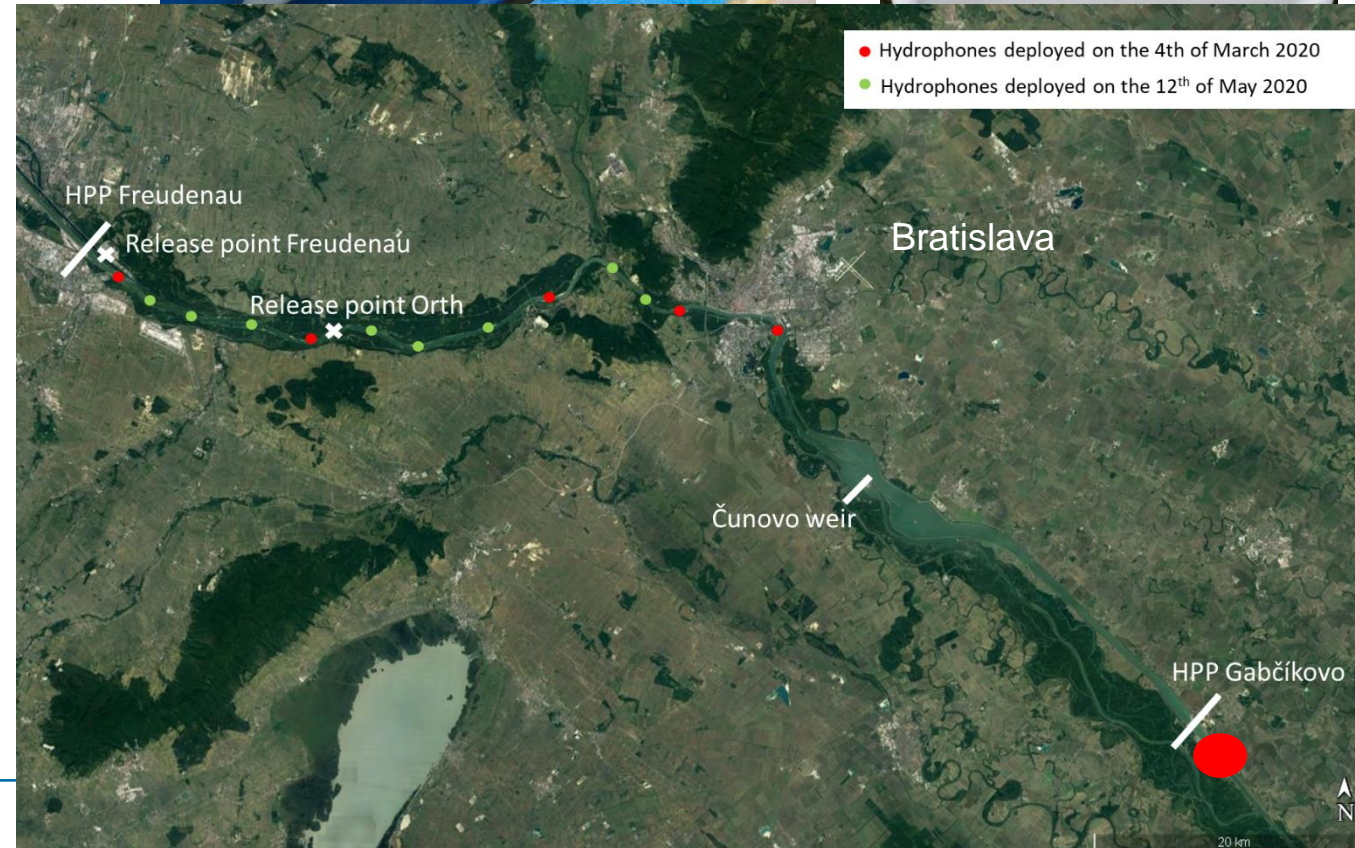 Hydrophones deployed on the 4th of March 2020
Hydrophones deployed on the 12th of May 2020
HPP Freudenau
Release point Freudenau
Bratislava
Release point Orth
Čunovo weir
HPP Gabčíkovo
N
20 km